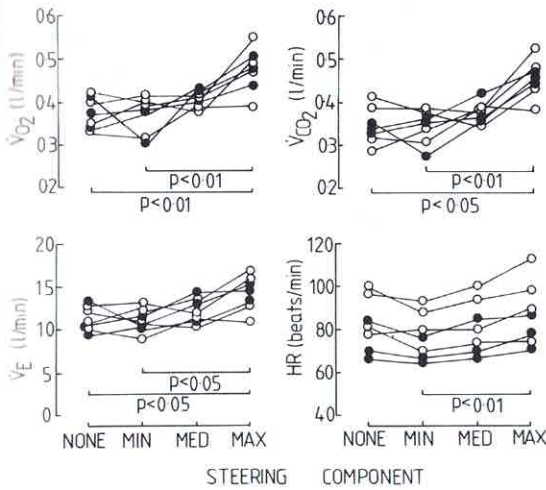 V̇O2 (l/min)
0·6
0·5
0·4
0·3
0·2
p<0·01
p<0·01
V̇CO2 (l/min)
0·6
0·5
0·4
0·3
0·2
p<0·01
p<0·05
V̇E (l/min)
20
15
10
5
0
p<0·05
p<0·05
NONE MIN MED MAX
HR (beats/min)
120
100
80
60
40
p<0·01
NONE MIN MED MAX
STEERING COMPONENT